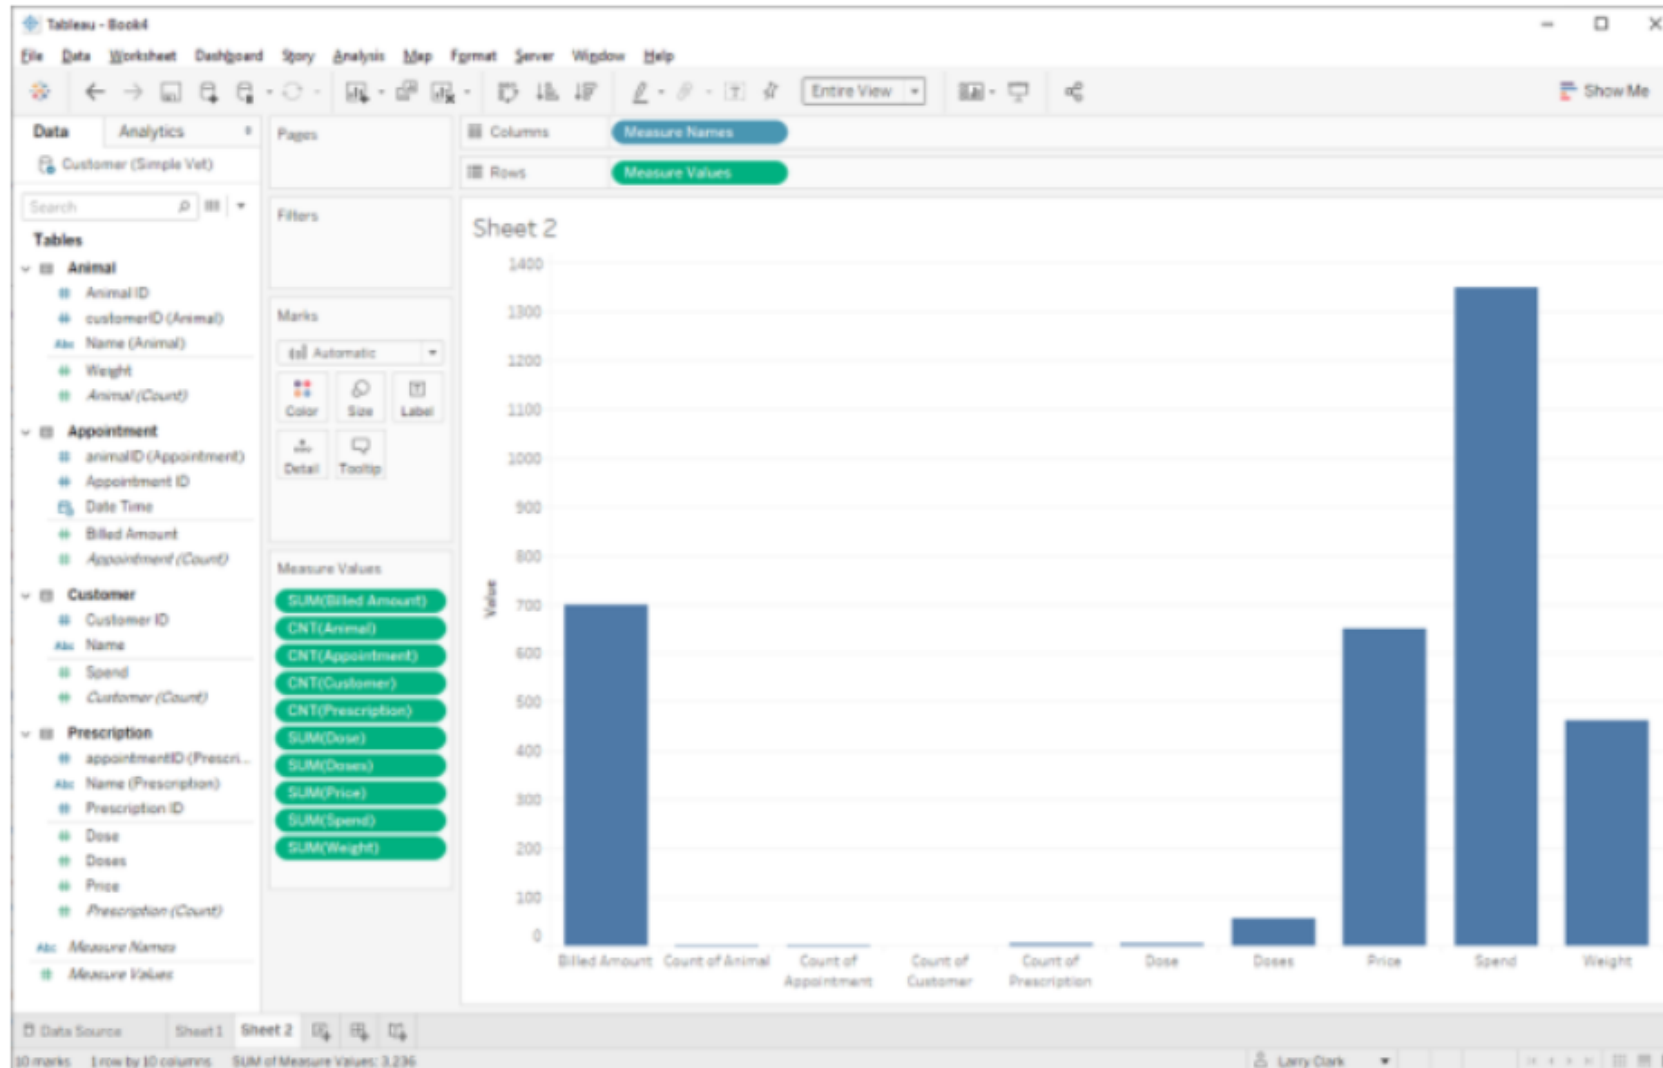 Tableau - Book4
File Data Worksheet Dashboard Story Analysis Map Format Server Window Help
Entire View
Show Me
Data Analytics
Customer (Simple Vet)
Search
Tables
Animal
Animal ID
customerID (Animal)
Abc Name (Animal)
Weight
Animal (Count)
Appointment
animalID (Appointment)
Appointment ID
Date Time
Billed Amount
Appointment (Count)
Customer
Customer ID
Abc Name
Spend
Customer (Count)
Prescription
appointmentID (Prescri...
Abc Name (Prescription)
Prescription ID
Dose
Doses
Price
Prescription (Count)
Abc Measure Names
Measure Values
Pages
Filters
Marks
Automatic
Color Size Label
Detail Tooltip
Measure Values
SUM(Billed Amount)
CNT(Animal)
CNT(Appointment)
CNT(Customer)
CNT(Prescription)
SUM(Dose)
SUM(Doses)
SUM(Price)
SUM(Spend)
SUM(Weight)
Columns Measure Names
Rows Measure Values
Sheet 2
1400
1300
1200
1100
1000
900
800
700
600
500
400
300
200
100
0
Value
Billed Amount Count of Animal Count of Appointment Count of Customer Count of Prescription Dose Doses Price Spend Weight
Data Source Sheet 1 Sheet 2
10 marks 1 row by 10 columns SUM of Measure Values: 3,236
Larry Clark